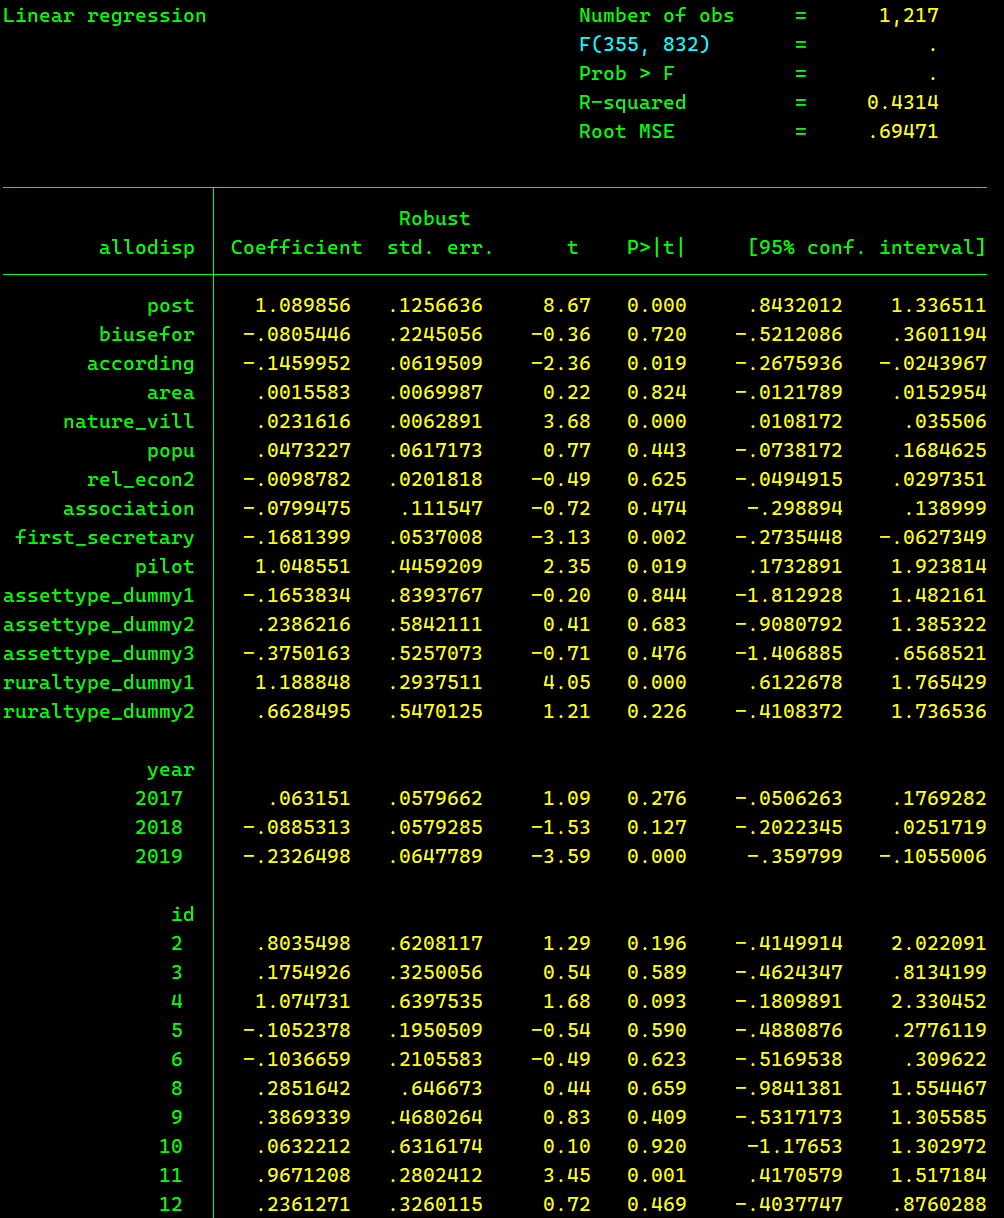 Linear regression Number of obs = 1,217
F(355, 832) = .
Prob > F = .
R-squared = 0.4314
Root MSE = .69471
Robust
allodisp Coefficient std. err. t P>|t| [95% conf. interval]
post 1.089856 .1256636 8.67 0.000 .8432012 1.336511
biusefor -.0805446 .2245056 -0.36 0.720 -.5212086 .3601194
according -.1459952 .0619509 -2.36 0.019 -.2675936 -.0243967
area .0015583 .0069987 0.22 0.824 -.0121789 .0152954
nature_vill .0231616 .0062891 3.68 0.000 .0108172 .035506
popu .0473227 .0617173 0.77 0.443 -.0738172 .1684625
rel_econ2 -.0098782 .0201818 -0.49 0.625 -.0494915 .0297351
association -.0799475 .111547 -0.72 0.474 -.298894 .138999
first_secretary -.1681399 .0537008 -3.13 0.002 -.2735448 -.0627349
pilot 1.048551 .4459209 2.35 0.019 .1732891 1.923814
assettype_dummy1 -.1653834 .8393767 -0.20 0.844 -1.812928 1.482161
assettype_dummy2 .2386216 .5842111 0.41 0.683 -.9080792 1.385322
assettype_dummy3 -.3750163 .5257073 -0.71 0.476 -1.406885 .6568521
ruraltype_dummy1 1.188848 .2937511 4.05 0.000 .6122678 1.765429
ruraltype_dummy2 .6628495 .5470125 1.21 0.226 -.4108372 1.736536
year
2017 .063151 .0579662 1.09 0.276 -.0506263 .1769282
2018 -.0885313 .0579285 -1.53 0.127 -.2022345 .0251719
2019 -.2326498 .0647789 -3.59 0.000 -.359799 -.1055006
id
2 .8035498 .6208117 1.29 0.196 -.4149914 2.022091
3 .1754926 .3250056 0.54 0.589 -.4624347 .8134199
4 1.074731 .6397535 1.68 0.093 -.1809891 2.330452
5 -.1052378 .1950509 -0.54 0.590 -.4880876 .2776119
6 -.1036659 .2105583 -0.49 0.623 -.5169538 .309622
8 .2851642 .646673 0.44 0.659 -.9841381 1.554467
9 .3869339 .4680264 0.83 0.409 -.5317173 1.305585
10 .0632212 .6316174 0.10 0.920 -1.17653 1.302972
11 .9671208 .2802412 3.45 0.001 .4170579 1.517184
12 .2361271 .3260115 0.72 0.469 -.4037747 .8760288